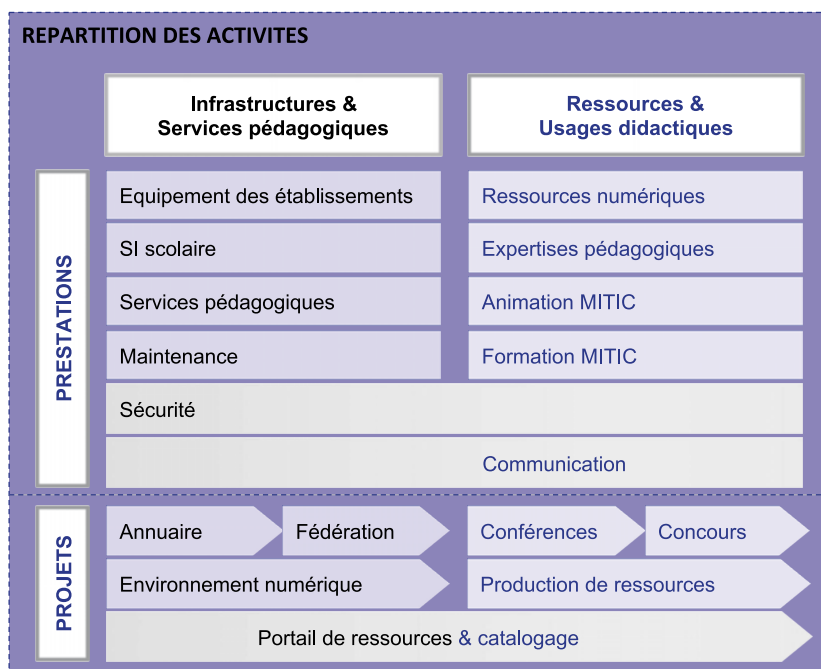 REPARTITION DES ACTIVITES
Infrastructures &
Services pédagogiques
Ressources &
Usages didactiques
PRESTATIONS
Equipement des établissements
Ressources numériques
SI scolaire
Expertises pédagogiques
Services pédagogiques
Animation MITIC
Maintenance
Formation MITIC
Sécurité
Communication
PROJETS
Annuaire
Fédération
Conférences
Concours
Environnement numérique
Production de ressources
Portail de ressources & catalogage